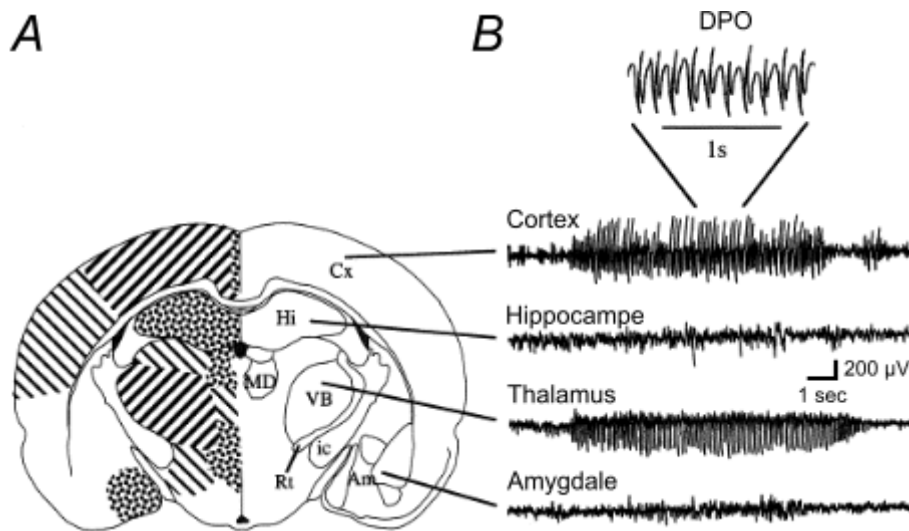 A
B
DPO
1s
Cortex
Cx
Hippocampe
Hi
200 µV
1 sec
MD
Thalamus
VB
ic
Rt
Am
Amygdale